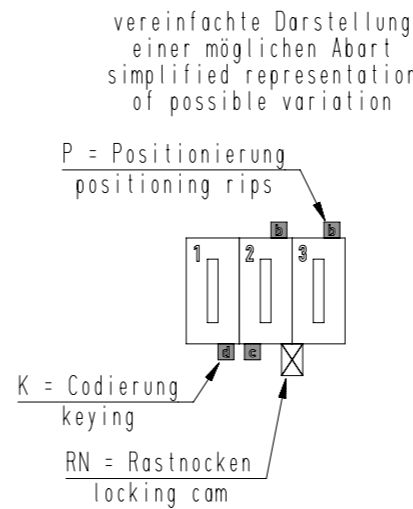 vereinfachte Darstellung
einer möglichen Abart
simplified representation
of possible variation
P = Positionierung
positioning rips
1 2 3
K = Codierung
keying
RN = Rastnocken
locking cam